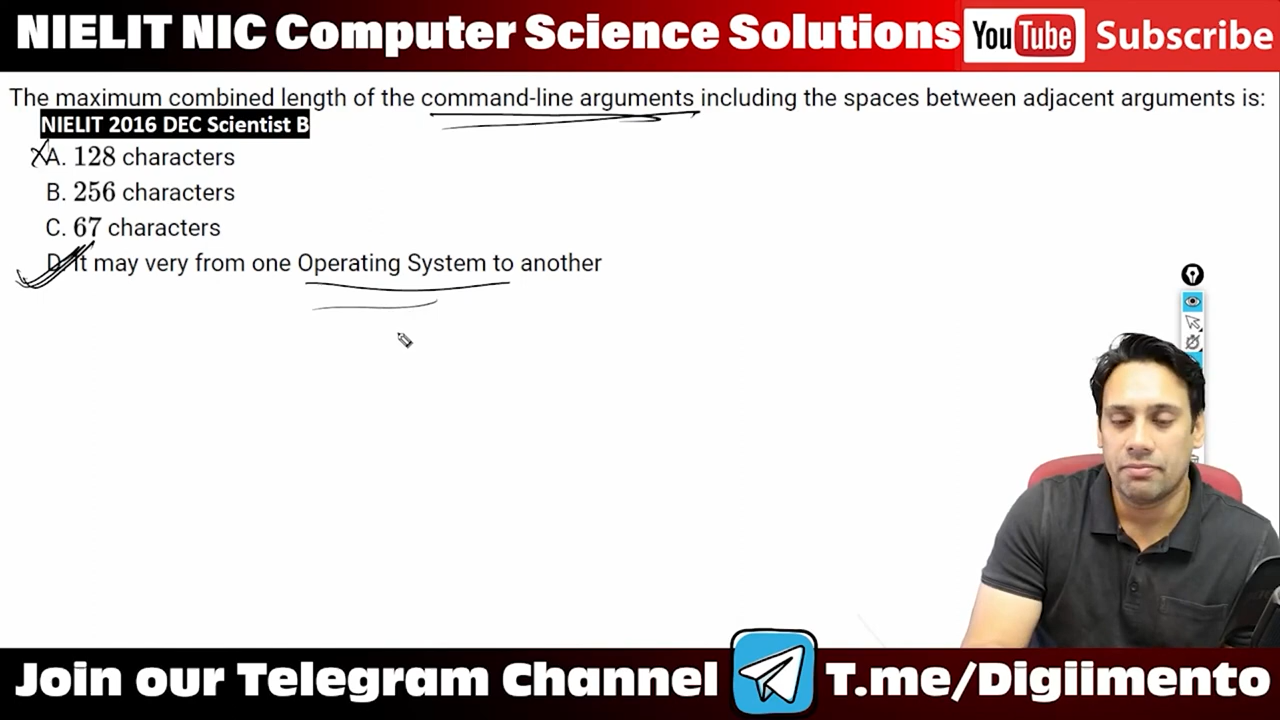 NIELIT NIC Computer Science Solutions YouTube Subscribe
The maximum combined length of the command-line arguments including the spaces between adjacent arguments is:
NIELIT 2016 DEC Scientist B
A. 128 characters
B. 256 characters
C. 67 characters
D. It may very from one Operating System to another
Join our Telegram Channel T.me/Digiimento